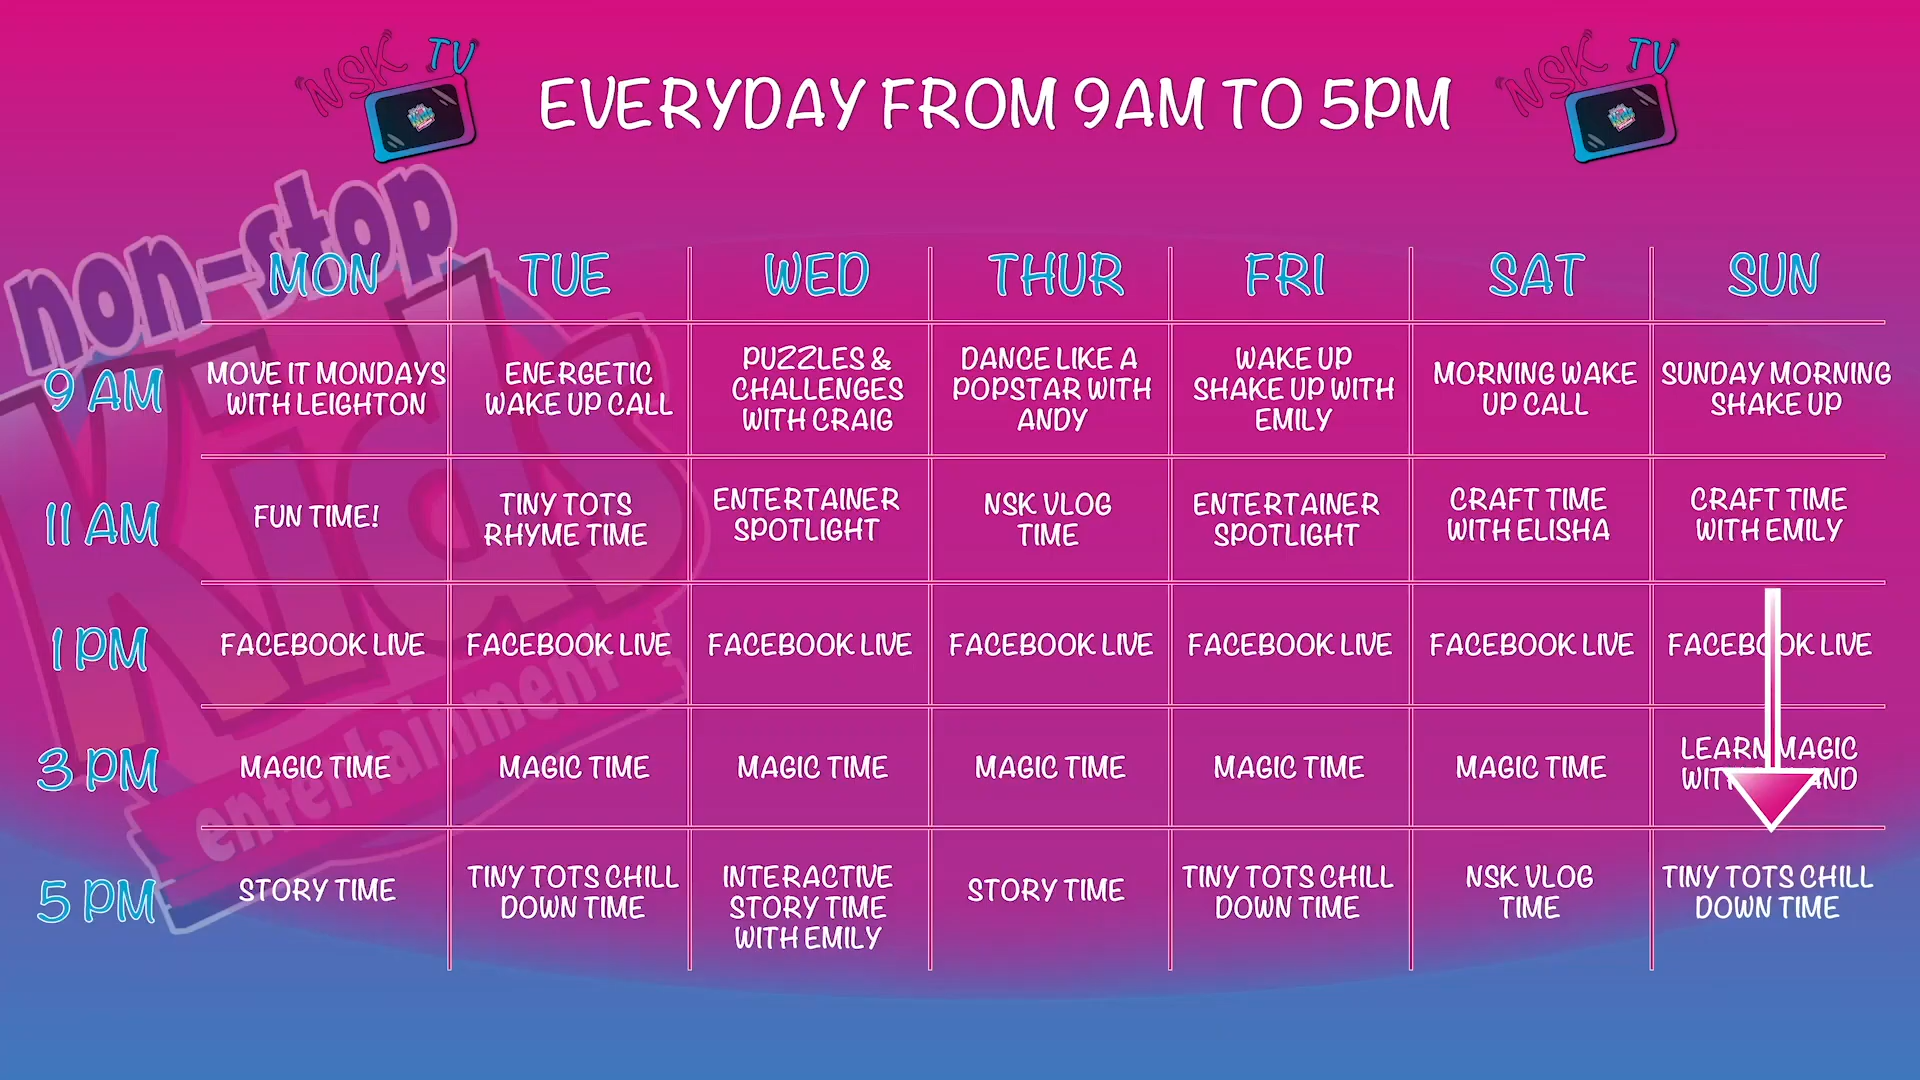 NSK TV
EVERYDAY FROM 9AM TO 5PM
NSK TV
non-stop
Kids
entertainment
MON TUE WED THUR FRI SAT SUN
9 AM
MOVE IT MONDAYS
WITH LEIGHTON
ENERGETIC
WAKE UP CALL
PUZZLES &
CHALLENGES
WITH CRAIG
DANCE LIKE A
POPSTAR WITH
ANDY
WAKE UP
SHAKE UP WITH
EMILY
MORNING WAKE
UP CALL
SUNDAY MORNING
SHAKE UP
11 AM
FUN TIME!
TINY TOTS
RHYME TIME
ENTERTAINER
SPOTLIGHT
NSK VLOG
TIME
ENTERTAINER
SPOTLIGHT
CRAFT TIME
WITH ELISHA
CRAFT TIME
WITH EMILY
1 PM
FACEBOOK LIVE
FACEBOOK LIVE
FACEBOOK LIVE
FACEBOOK LIVE
FACEBOOK LIVE
FACEBOOK LIVE
FACEBOOK LIVE
3 PM
MAGIC TIME
MAGIC TIME
MAGIC TIME
MAGIC TIME
MAGIC TIME
MAGIC TIME
LEARN MAGIC
WITH
5 PM
STORY TIME
TINY TOTS CHILL
DOWN TIME
INTERACTIVE
STORY TIME
WITH EMILY
STORY TIME
TINY TOTS CHILL
DOWN TIME
NSK VLOG
TIME
TINY TOTS CHILL
DOWN TIME